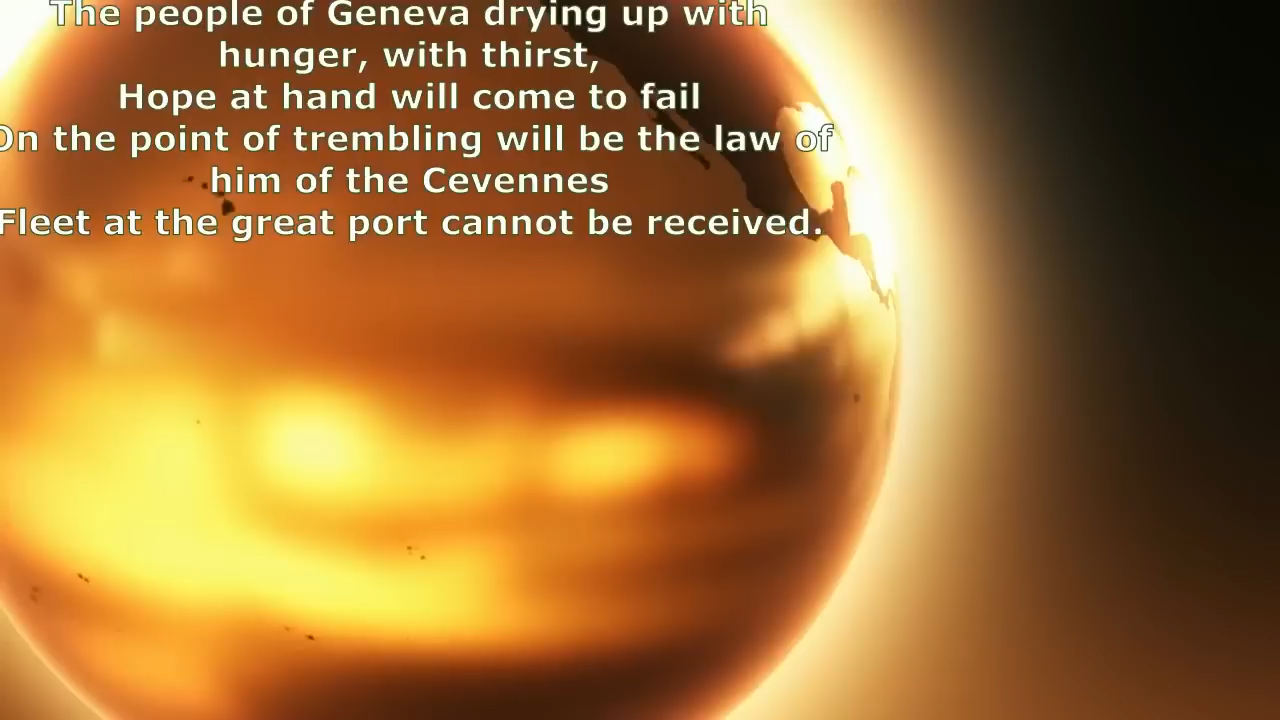 The people of Geneva drying up with
hunger, with thirst,
Hope at hand will come to fail
On the point of trembling will be the law of
him of the Cevennes
Fleet at the great port cannot be received.